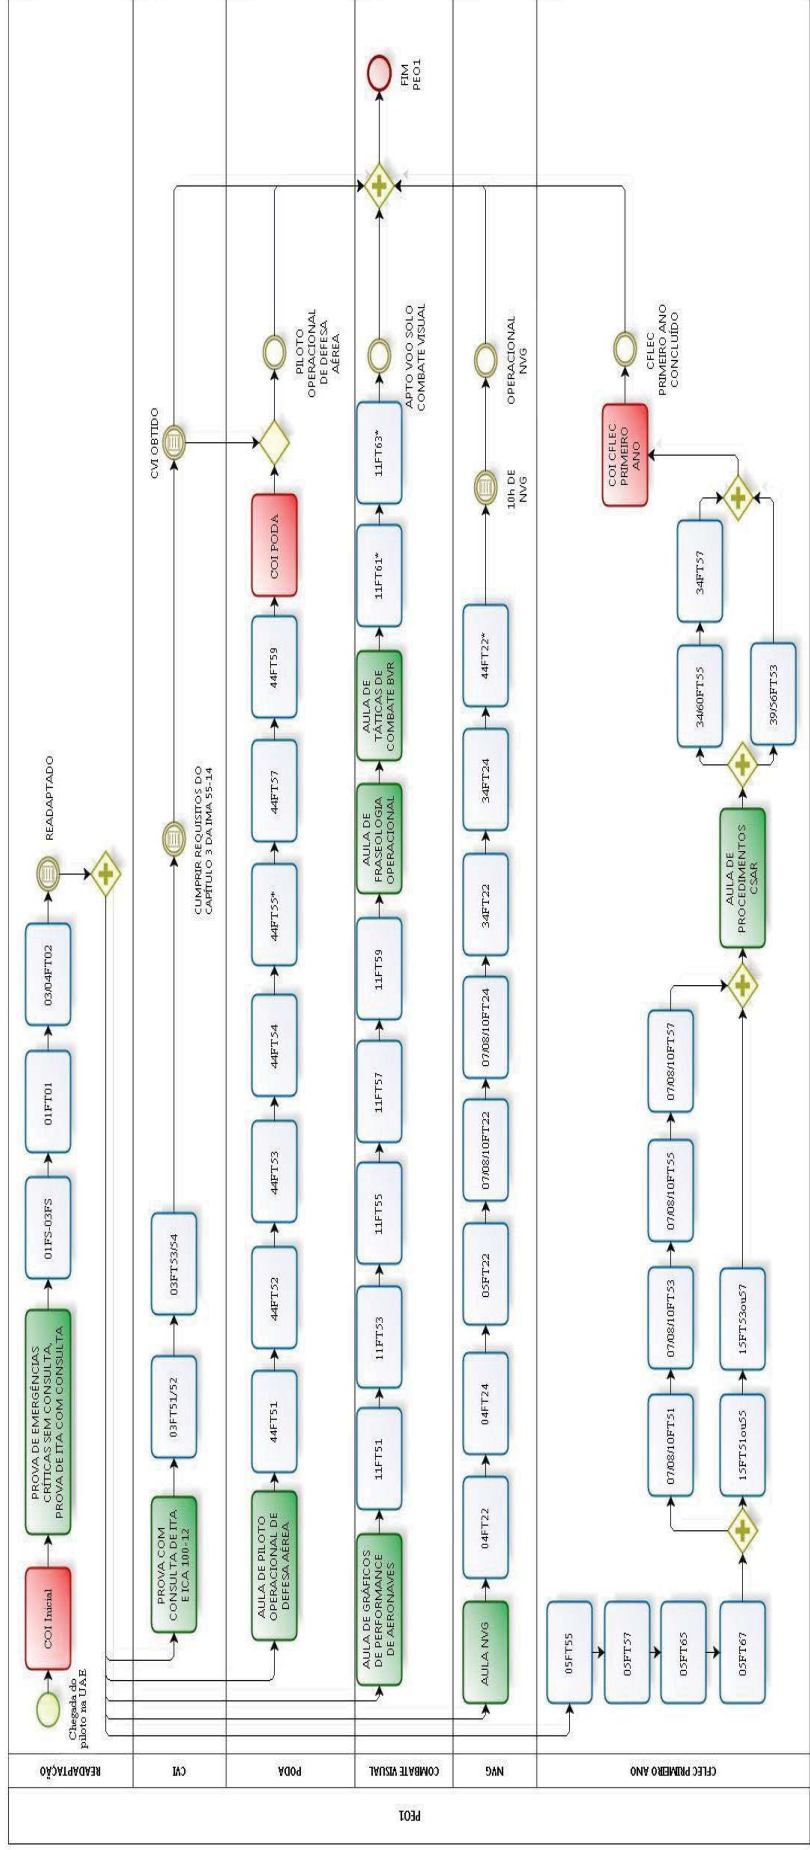 PEO1
READAPTAÇÃO
Chegada do
piloto na UAE
COI Inicial
PROVA DE EMERGÊNCIAS
CRÍTICAS SEM CONSULTA,
PROVA DE ITA COM CONSULTA
01FS-03FS
01FT01
03/04FT02
READAPTADO
CVI
PROVA COM
CONSULTA DE ITA
E ICA 100-12
03FT51/52
03FT53/54
CUMPRIR REQUISITOS DO
CAPÍTULO 3 DA IMA 55-14
CVI OBTIDO
PODA
AULA DE PILOTO
OPERACIONAL DE
DEFESA AÉREA
44FT51
44FT52
44FT53
44FT54
44FT55*
44FT57
44FT59
COI PODA
PILOTO
OPERACIONAL
DE DEFESA
AÉREA
COMBATE VISUAL
AULA DE GRÁFICOS
DE PERFORMANCE
DE AERONAVES
11FT51
11FT53
11FT55
11FT57
11FT59
AULA DE
FRASEOLOGIA
OPERACIONAL
AULA DE
TÁTICAS DE
COMBATE BVR
11FT61*
11FT63*
APTO VOO SOLO
COMBATE VISUAL
FIM
PEO1
NVG
AULA NVG
04FT22
04FT24
05FT22
07/08/10FT22
07/08/10FT24
34FT22
34FT24
44FT22*
10h DE
NVG
OPERACIONAL
NVG
CFLEC PRIMEIRO ANO
05FT55
05FT57
05FT65
05FT67
07/08/10FT51
07/08/10FT53
07/08/10FT55
07/08/10FT57
15FT51ou55
15FT53ou57
AULA DE
PROCEDIMENTOS
CSAR
34/60FT55
34FT57
39/56FT53
COI CFLEC
PRIMEIRO
ANO
CFLEC
PRIMEIRO ANO
CONCLUÍDO